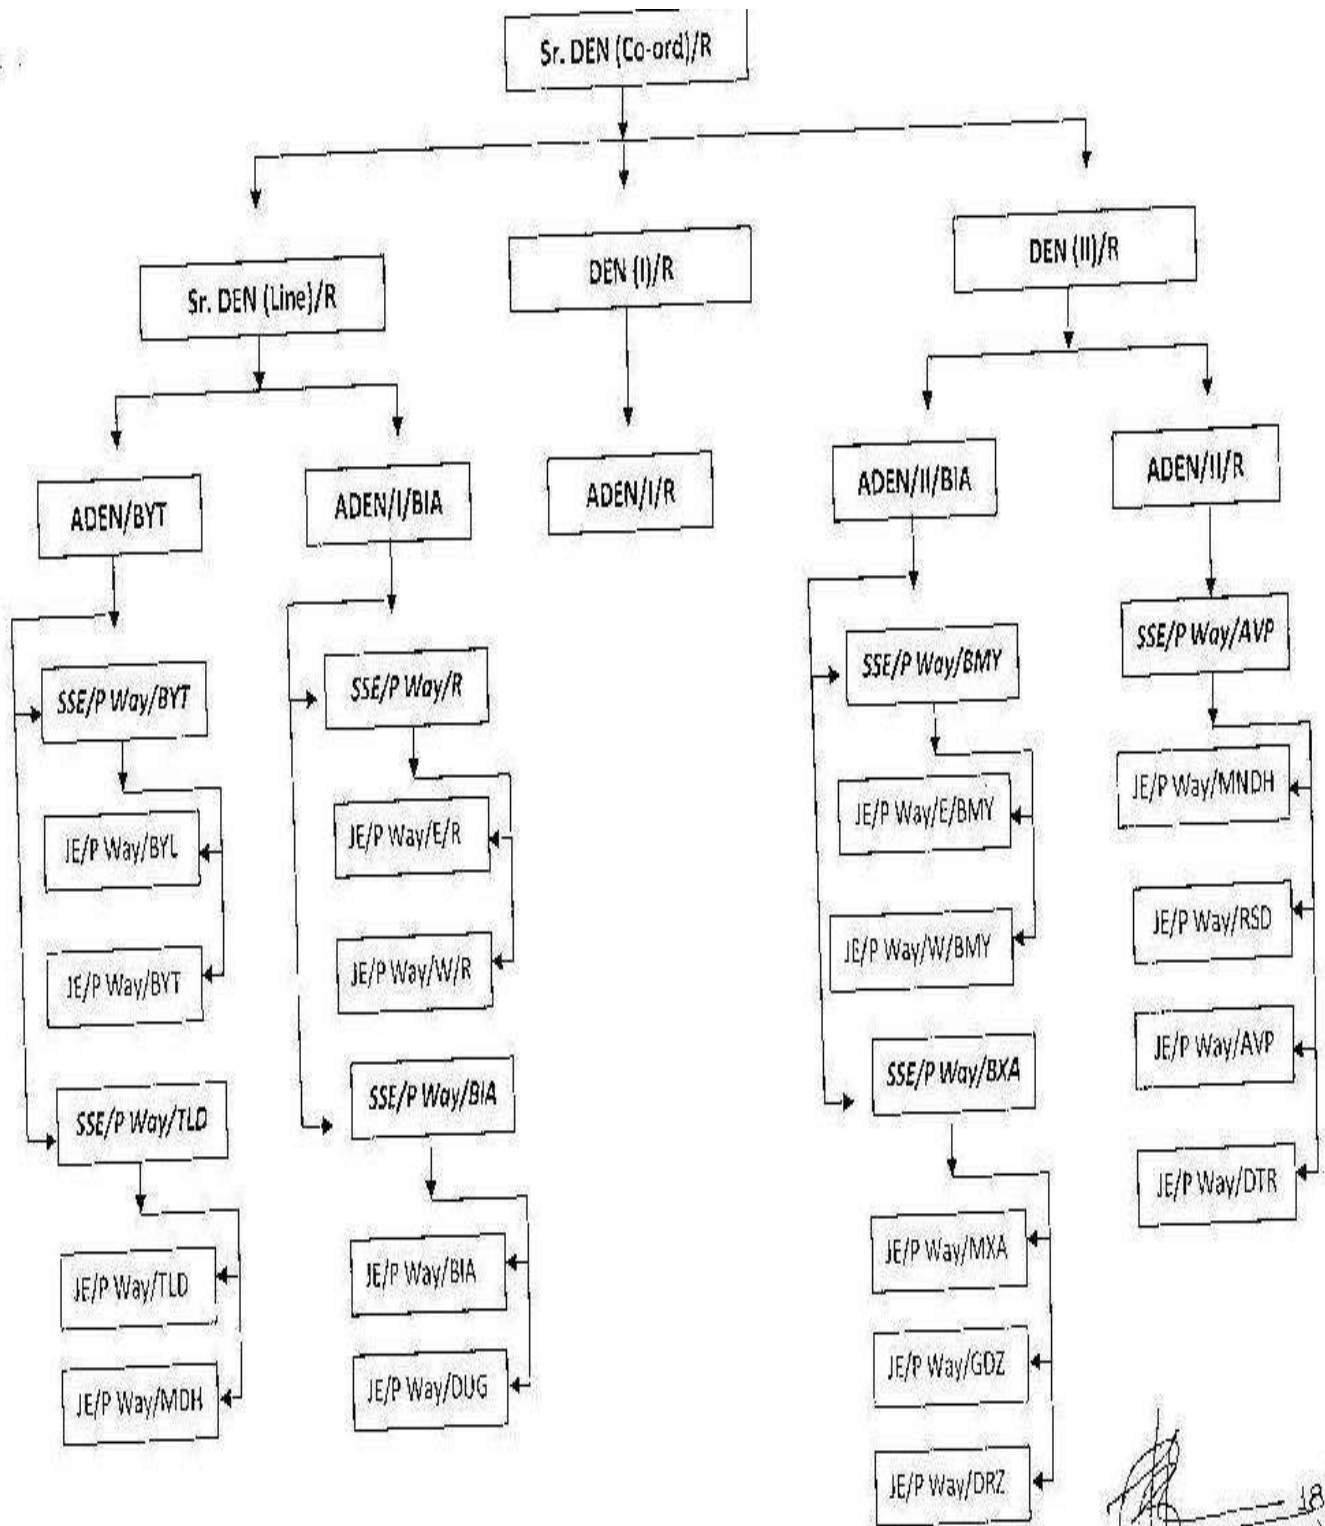 Sr. DEN (Co-ord)/R
Sr. DEN (Line)/R
DEN (I)/R
DEN (II)/R
ADEN/BYT
ADEN/I/BIA
ADEN/I/R
ADEN/II/BIA
ADEN/II/R
SSE/P Way/BYT
JE/P Way/BYL
JE/P Way/BYT
SSE/P Way/TLD
JE/P Way/TLD
JE/P Way/MDH
SSE/P Way/R
JE/P Way/E/R
JE/P Way/W/R
SSE/P Way/BIA
JE/P Way/BIA
JE/P Way/DUG
SSE/P Way/BMY
JE/P Way/E/BMY
JE/P Way/W/BMY
SSE/P Way/BXA
JE/P Way/MXA
JE/P Way/GDZ
JE/P Way/DRZ
SSE/P Way/AVP
JE/P Way/MNDH
JE/P Way/RSD
JE/P Way/AVP
JE/P Way/DTR
18